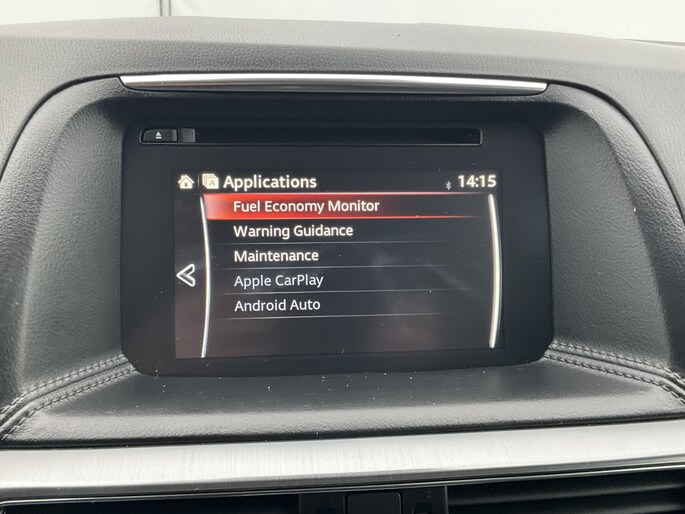 Applications 14:15
Fuel Economy Monitor
Warning Guidance
Maintenance
Apple CarPlay
Android Auto